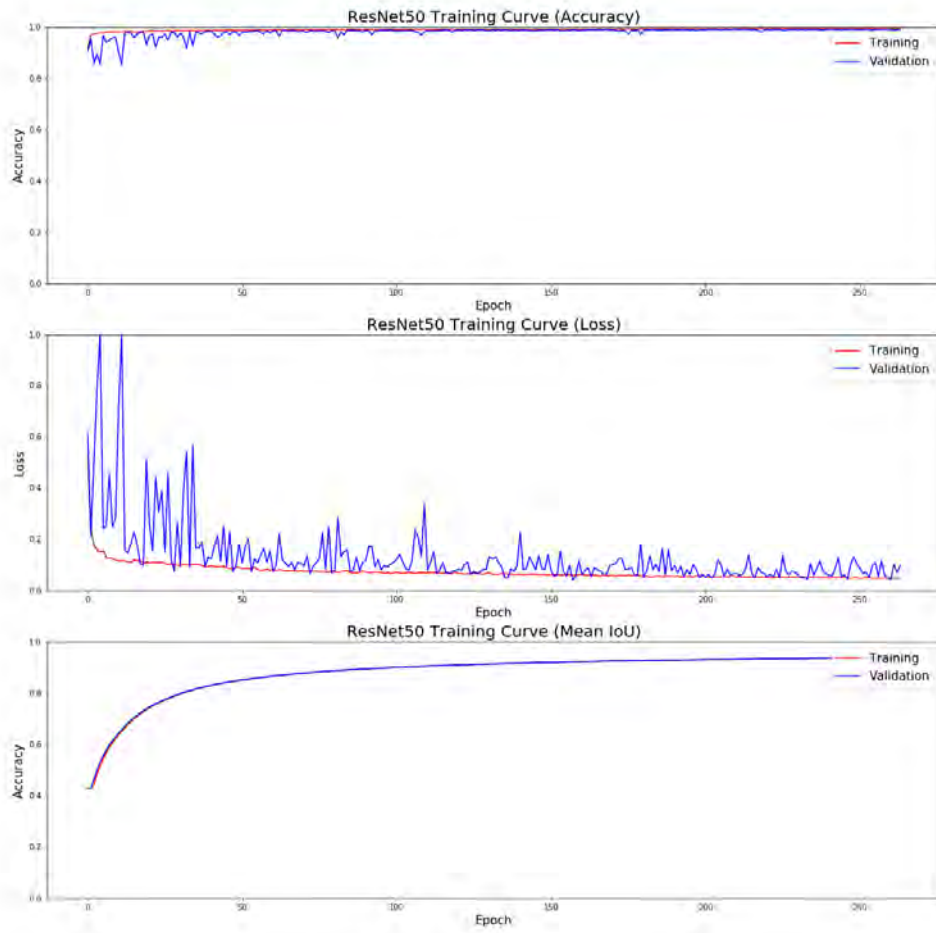 ResNet50 Training Curve (Accuracy)
1.0
0.8
0.6
0.4
0.2
0.0
Accuracy
Training
Validation
0 50 100 150 200 250
Epoch
ResNet50 Training Curve (Loss)
1.0
0.8
0.6
0.4
0.2
0.0
Loss
Training
Validation
0 50 100 150 200 250
Epoch
ResNet50 Training Curve (Mean IoU)
1.0
0.8
0.6
0.4
0.2
0.0
Accuracy
Training
Validation
0 50 100 150 200 250
Epoch